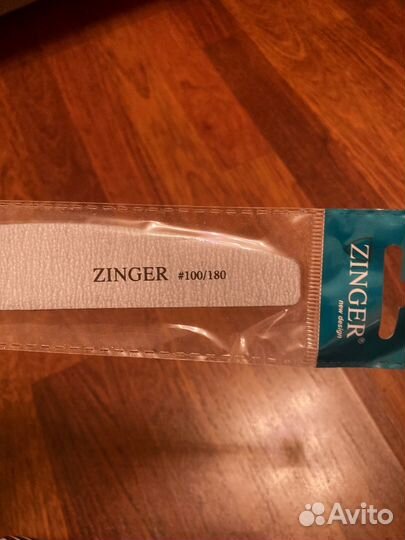 ZINGER #100/180
ZINGER®
new design
Avito